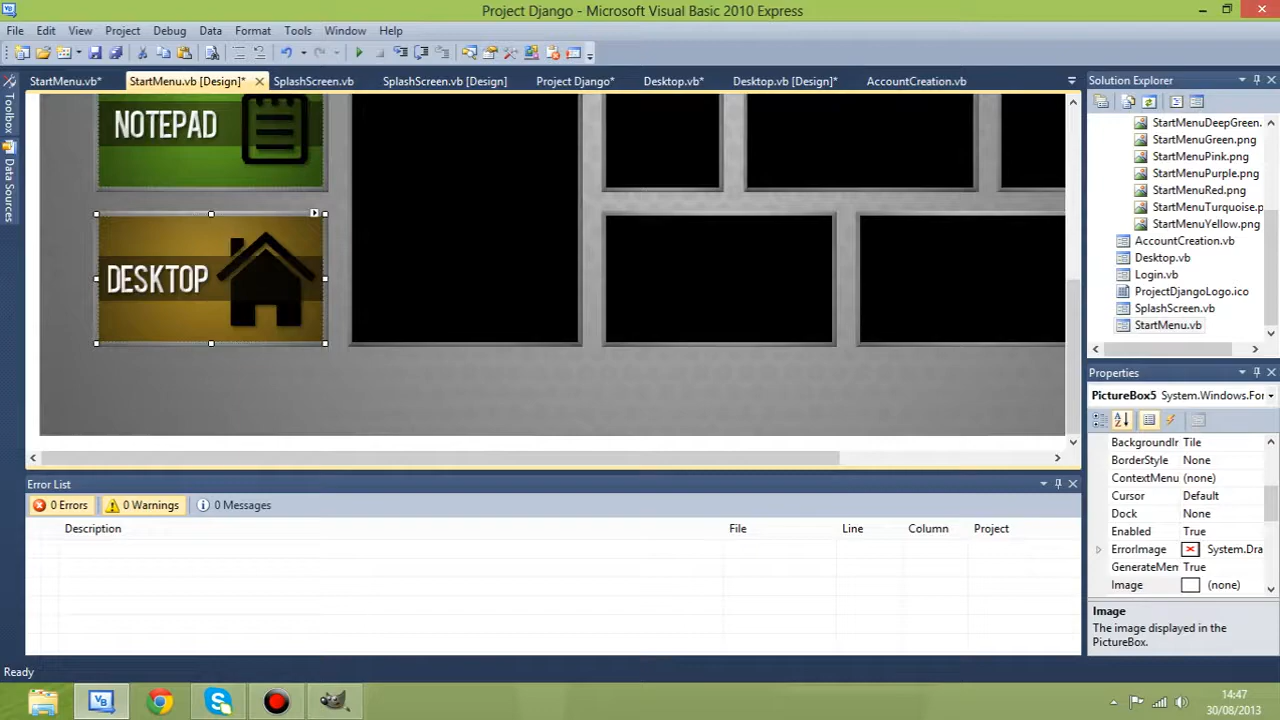 Project Django - Microsoft Visual Basic 2010 Express
File Edit View Project Debug Data Format Tools Window Help
StartMenu.vb* StartMenu.vb [Design]* SplashScreen.vb SplashScreen.vb [Design] Project Django* Desktop.vb* Desktop.vb [Design]* AccountCreation.vb
Toolbox
Data Sources
NOTEPAD
DESKTOP
Solution Explorer
StartMenuDeepGreen.
StartMenuGreen.png
StartMenuPink.png
StartMenuPurple.png
StartMenuRed.png
StartMenuTurquoise.p
StartMenuYellow.png
AccountCreation.vb
Desktop.vb
Login.vb
ProjectDjangoLogo.ico
SplashScreen.vb
StartMenu.vb
Properties
PictureBox5 System.Windows.For
BackgroundIr Tile
BorderStyle None
ContextMenu (none)
Cursor Default
Dock None
Enabled True
ErrorImage System.Dra
GenerateMen True
Image (none)
Image
The image displayed in the
PictureBox.
Error List
0 Errors 0 Warnings 0 Messages
Description File Line Column Project
Ready
14:47
30/08/2013